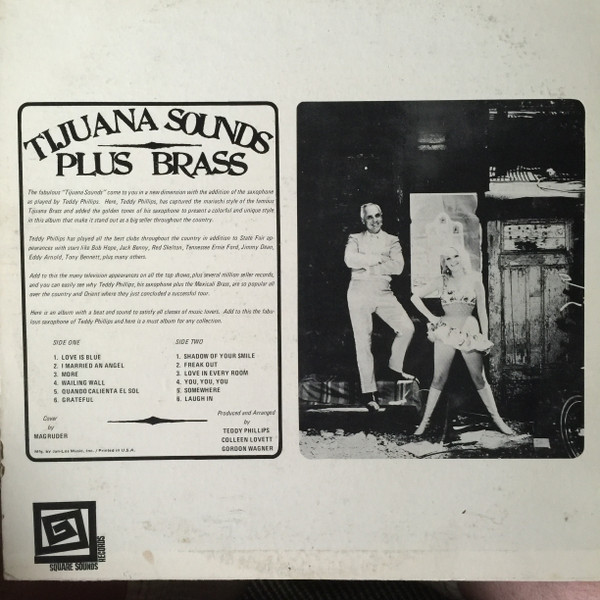 TIJUANA SOUNDS
PLUS BRASS
The fabulous "Tijuana Sounds" come to you in a new dimension with the addition of the saxophone
as played by Teddy Phillips. Here, Teddy Phillips, has captured the mariachi style of the famous
Tijuana Brass and added the golden tones of his saxophone to present a colorful and unique style
in this album that make it stand out as a big seller throughout the country.
Teddy Phillips has played all the best clubs throughout the country in addition to State Fair ap-
pearances with stars like Bob Hope, Jack Benny, Red Skelton, Tennessee Ernie Ford, Jimmy Dean,
Eddy Arnold, Tony Bennett, plus many others.
Add to this the many television appearances on all the top shows, plus several million seller records,
and you can easily see why Teddy Phillips, his saxophone plus the Mexicali Brass, are so popular all
over the country and Orient where they just concluded a successful tour.
Here is an album with a beat and sound to satisfy all classes of music lovers. Add to this the fabu-
lous saxophone of Teddy Phillips and here is a must album for any collection.
SIDE ONE
1. LOVE IS BLUE
2. I MARRIED AN ANGEL
3. MORE
4. WAILING WALL
5. QUANDO CALIENTA EL SOL
6. GRATEFUL
SIDE TWO
1. SHADOW OF YOUR SMILE
2. FREAK OUT
3. LOVE IN EVERY ROOM
4. YOU, YOU, YOU
5. SOMEWHERE
6. LAUGH IN
Cover
by
MAGRUDER
Produced and Arranged
by
TEDDY PHILLIPS
COLLEEN LOVETT
GORDON WAGNER
Mfg. by Jan-Les Music, Inc. / Printed in U.S.A.
SQUARE SOUNDS
RECORDS